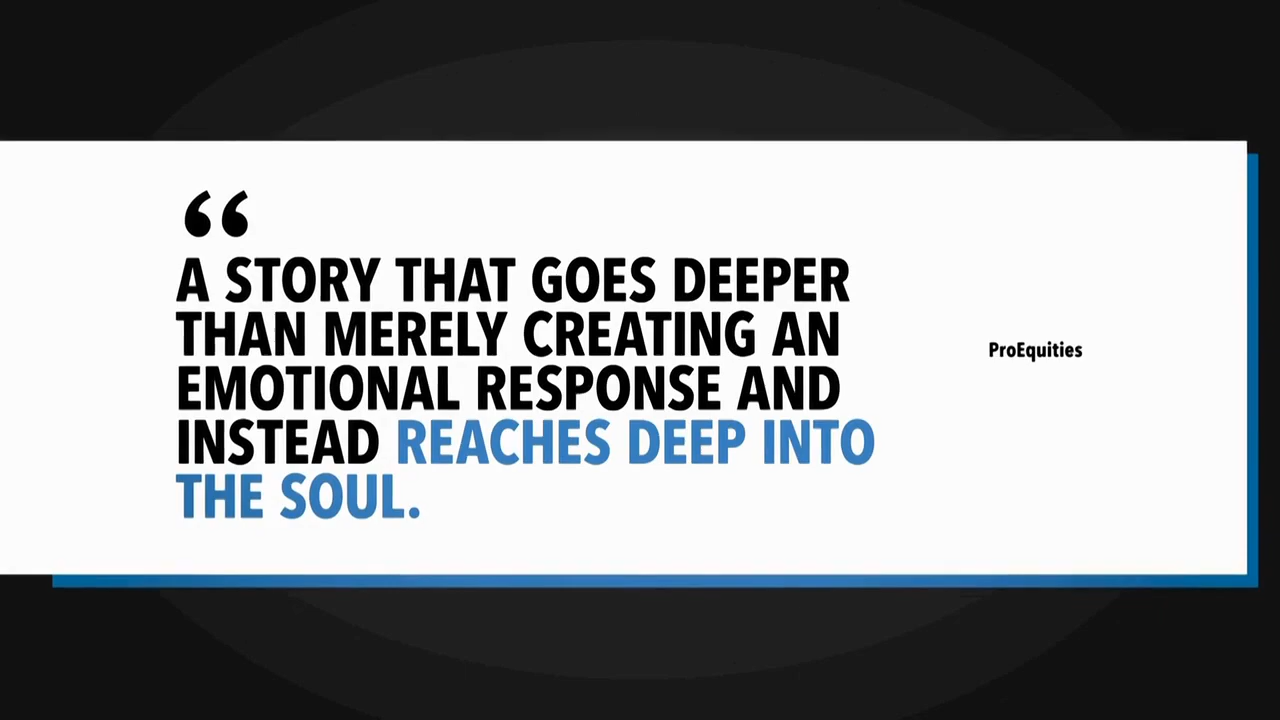 “
A STORY THAT GOES DEEPER
THAN MERELY CREATING AN
EMOTIONAL RESPONSE AND
INSTEAD REACHES DEEP INTO
THE SOUL.
ProEquities